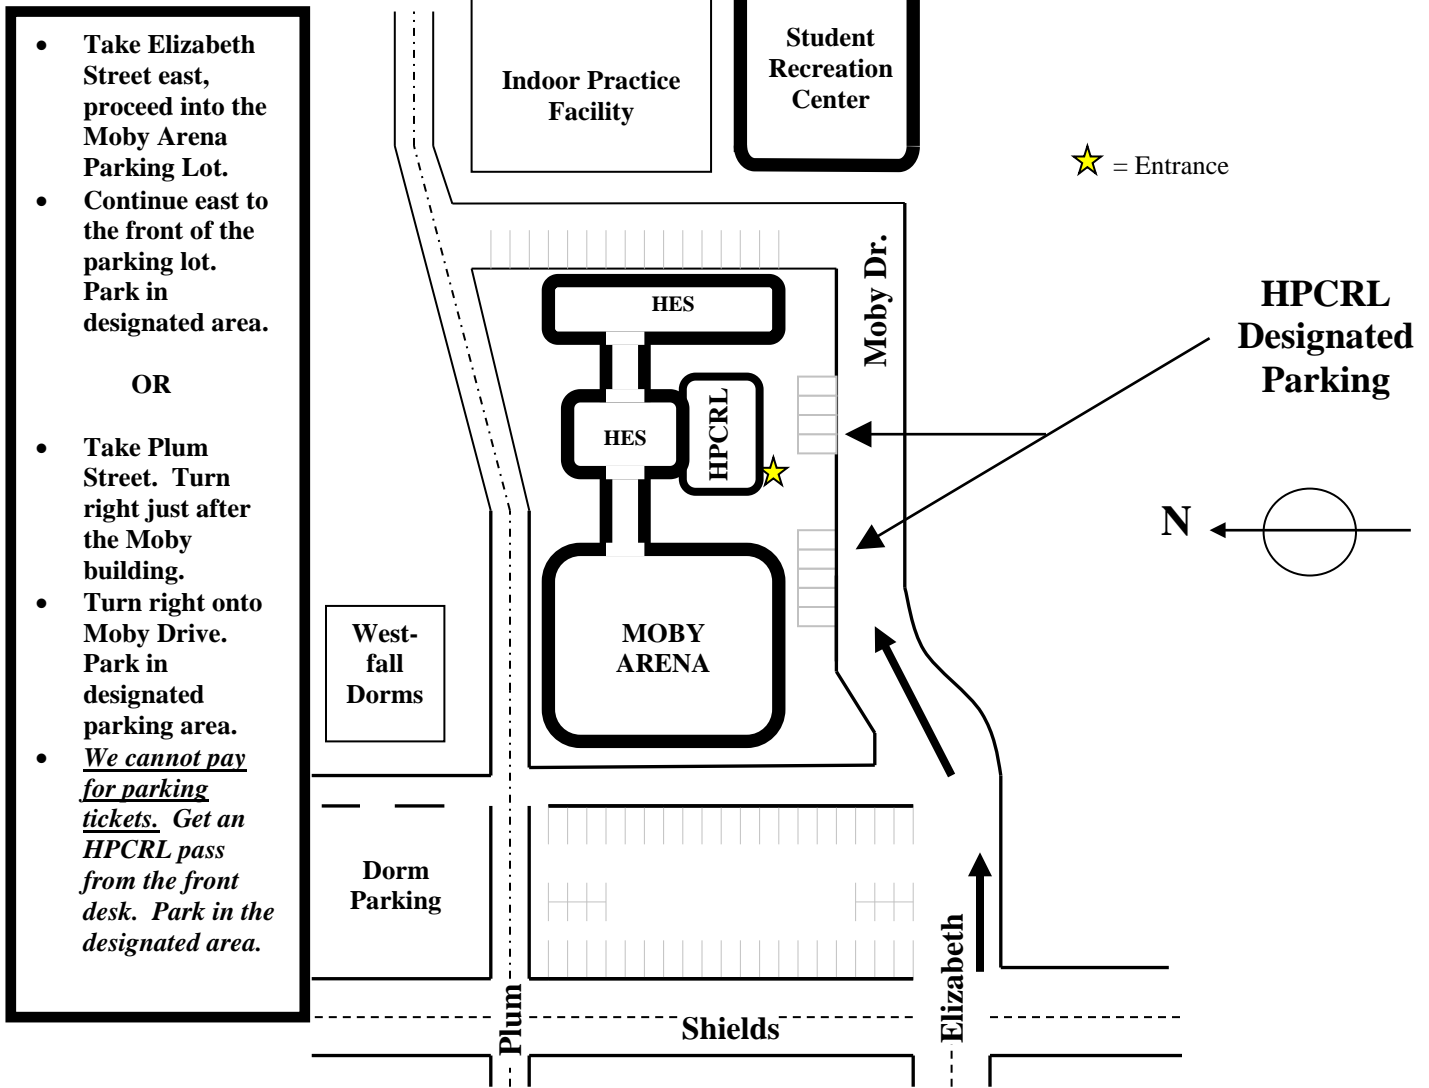 • Take Elizabeth
Street east,
proceed into the
Moby Arena
Parking Lot.
• Continue east to
the front of the
parking lot.
Park in
designated area.
OR
• Take Plum
Street. Turn
right just after
the Moby
building.
• Turn right onto
Moby Drive.
Park in
designated
parking area.
• We cannot pay
for parking
tickets. Get an
HPCRL pass
from the front
desk. Park in the
designated area.
Indoor Practice
Facility
Student
Recreation
Center
= Entrance
Moby Dr.
HPCRL
Designated
Parking
HES
HES
HPCRL
N
MOBY
ARENA
West-
fall
Dorms
Dorm
Parking
Plum
Shields
Elizabeth